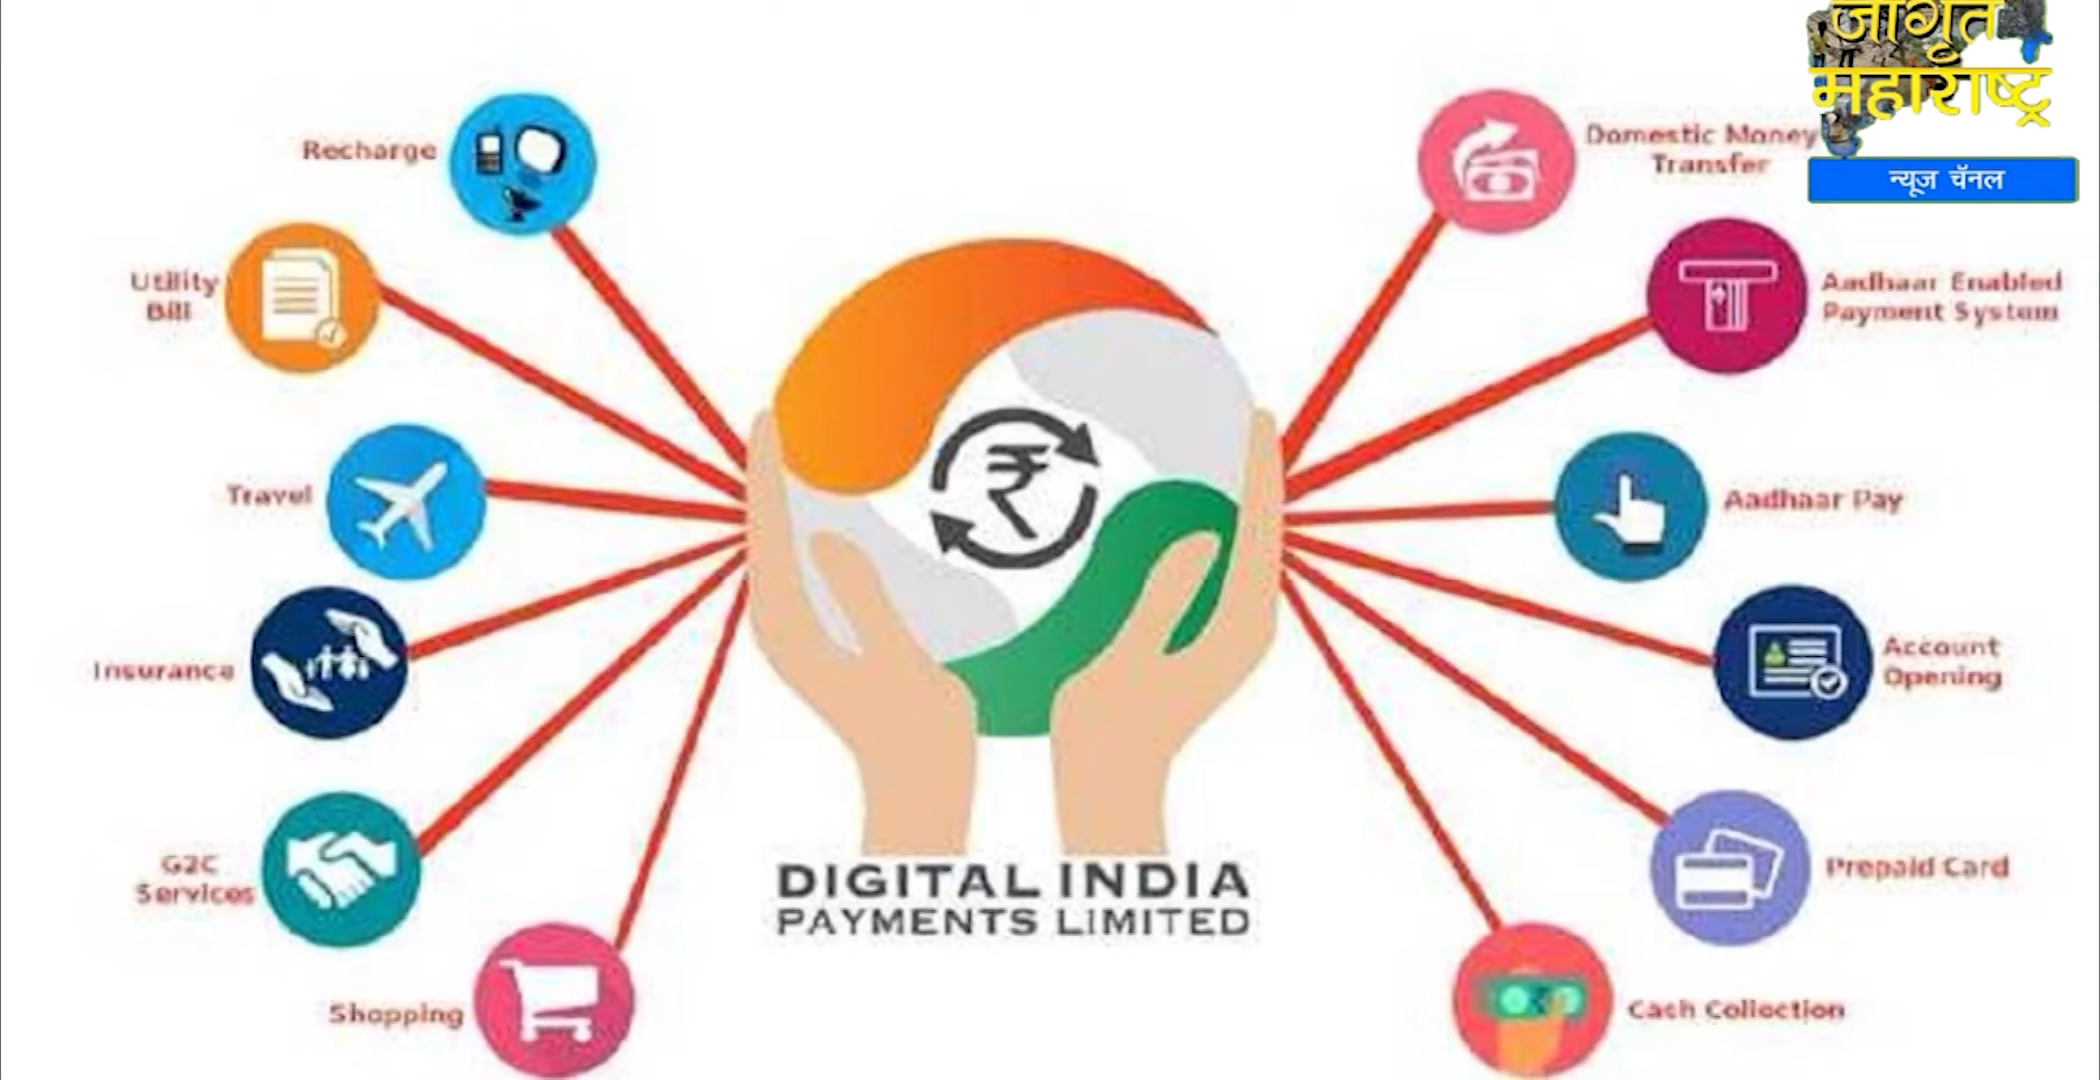 जागृत
महाराष्ट्र
न्यूज चॅनल
Recharge
Domestic Money
Transfer
Utility
Bill
Aadhaar Enabled
Payment System
Travel
Aadhaar Pay
Insurance
Account
Opening
G2C
Services
Prepaid Card
Shopping
Cash Collection
₹
DIGITAL INDIA
PAYMENTS LIMITED